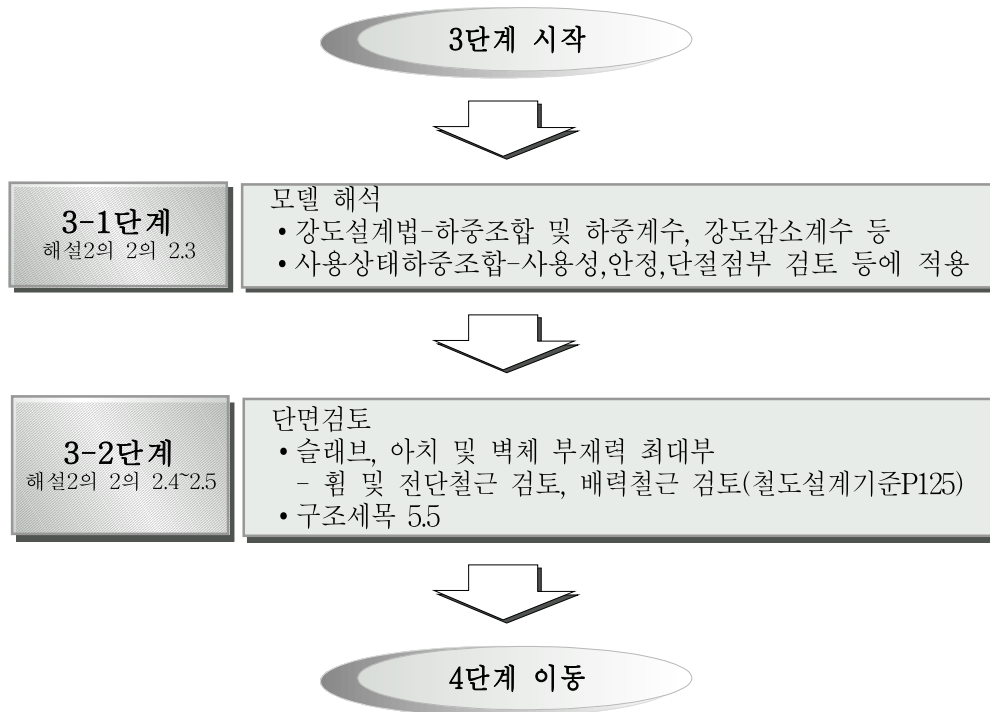 3단계 시작
3-1단계
해설2의 2의 2.3
모델 해석
•강도설계법-하중조합 및 하중계수, 강도감소계수 등
•사용상태하중조합-사용성,안정,단절점부 검토 등에 적용
3-2단계
해설2의 2의 2.4~2.5
단면검토
•슬래브, 아치 및 벽체 부재력 최대부
- 휨 및 전단철근 검토, 배력철근 검토(철도설계기준P125)
•구조세목 5.5
4단계 이동